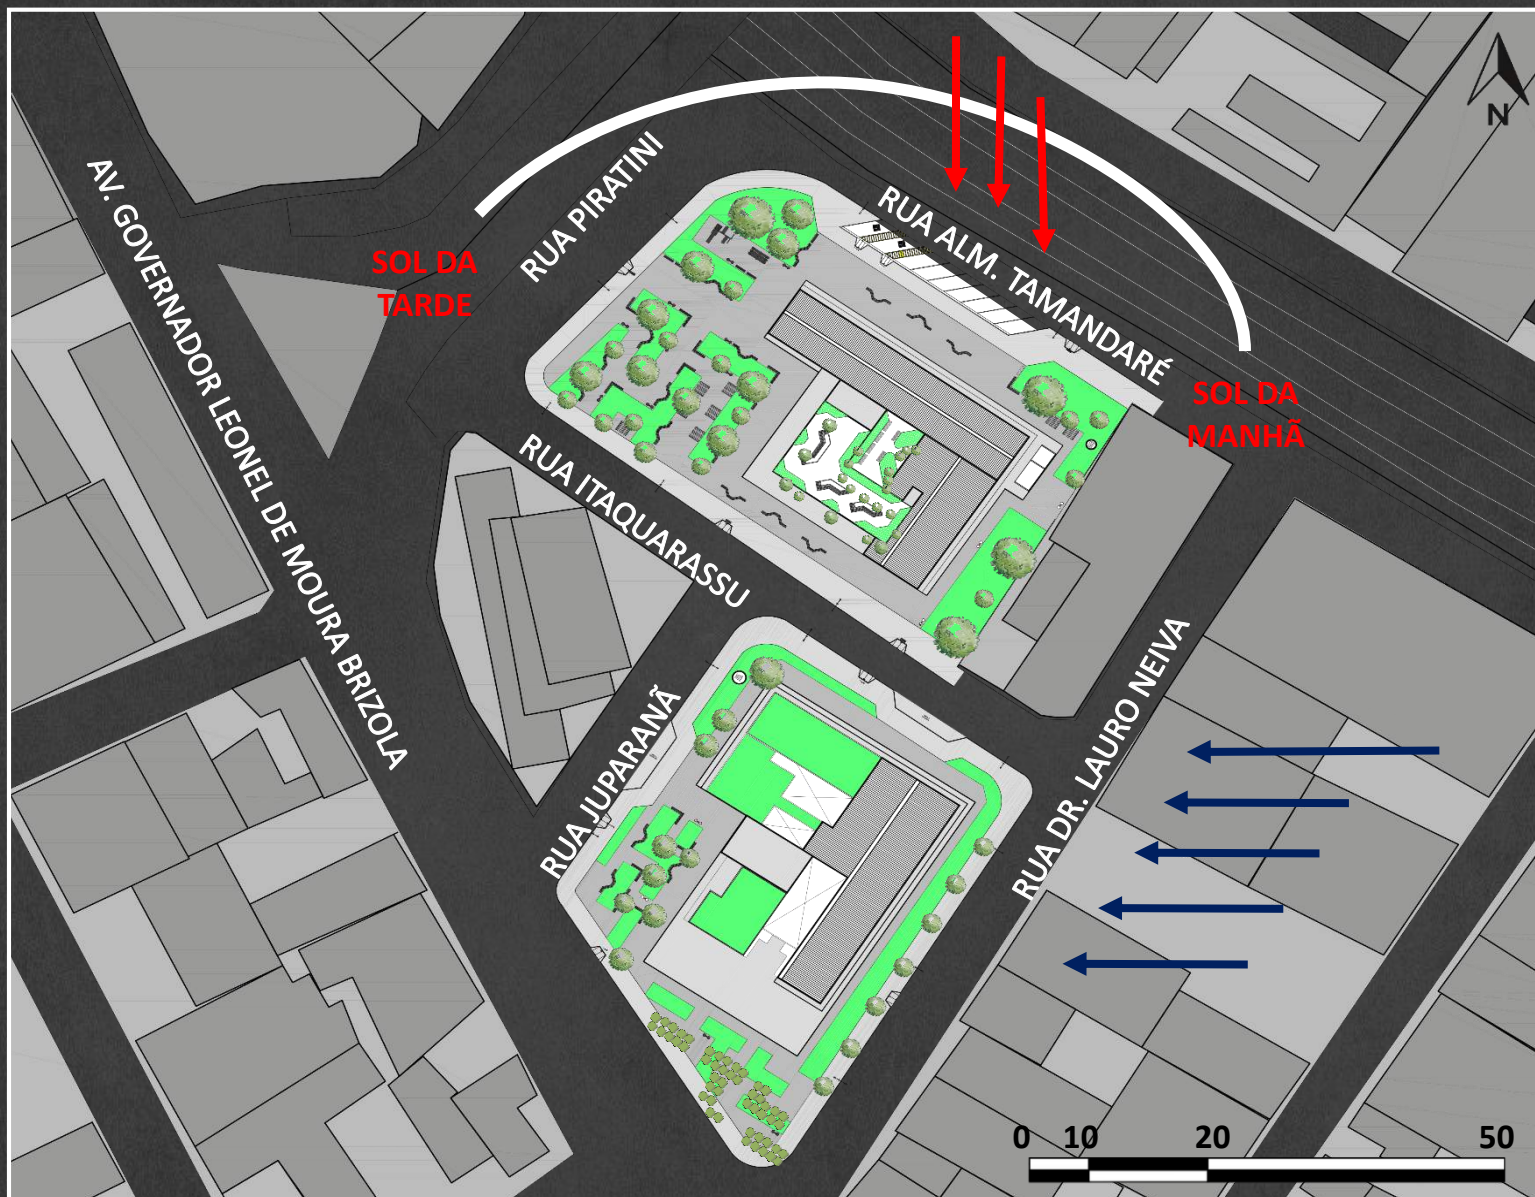 N
RUA PIRATINI
RUA ALM. TAMANDARÉ
AV. GOVERNADOR LEONEL DE MOURA BRIZOLA
SOL DA
TARDE
SOL DA
MANHÃ
RUA ITAQUARASSU
RUA JUPARANÃ
RUA DR. LAURO NEIVA
0 10 20 50